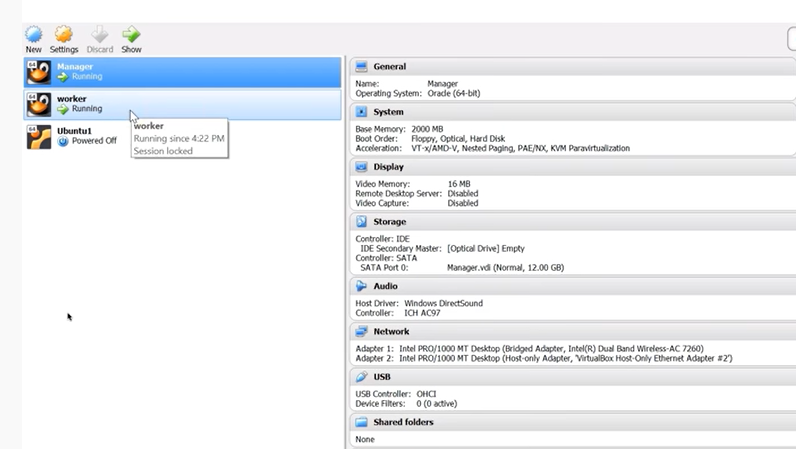 New Settings Discard Show
64
Manager
Running
64
worker
Running
64
Ubuntu1
Powered Off
worker
Running since 4:22 PM
Session locked
General
Name: Manager
Operating System: Oracle (64-bit)
System
Base Memory: 2000 MB
Boot Order: Floppy, Optical, Hard Disk
Acceleration: VT-x/AMD-V, Nested Paging, PAE/NX, KVM Paravirtualization
Display
Video Memory: 16 MB
Remote Desktop Server: Disabled
Video Capture: Disabled
Storage
Controller: IDE
IDE Secondary Master: [Optical Drive] Empty
Controller: SATA
SATA Port 0: Manager.vdi (Normal, 12.00 GB)
Audio
Host Driver: Windows DirectSound
Controller: ICH AC97
Network
Adapter 1: Intel PRO/1000 MT Desktop (Bridged Adapter, Intel(R) Dual Band Wireless-AC 7260)
Adapter 2: Intel PRO/1000 MT Desktop (Host-only Adapter, 'VirtualBox Host-Only Ethernet Adapter #2')
USB
USB Controller: OHCI
Device Filters: 0 (0 active)
Shared folders
None